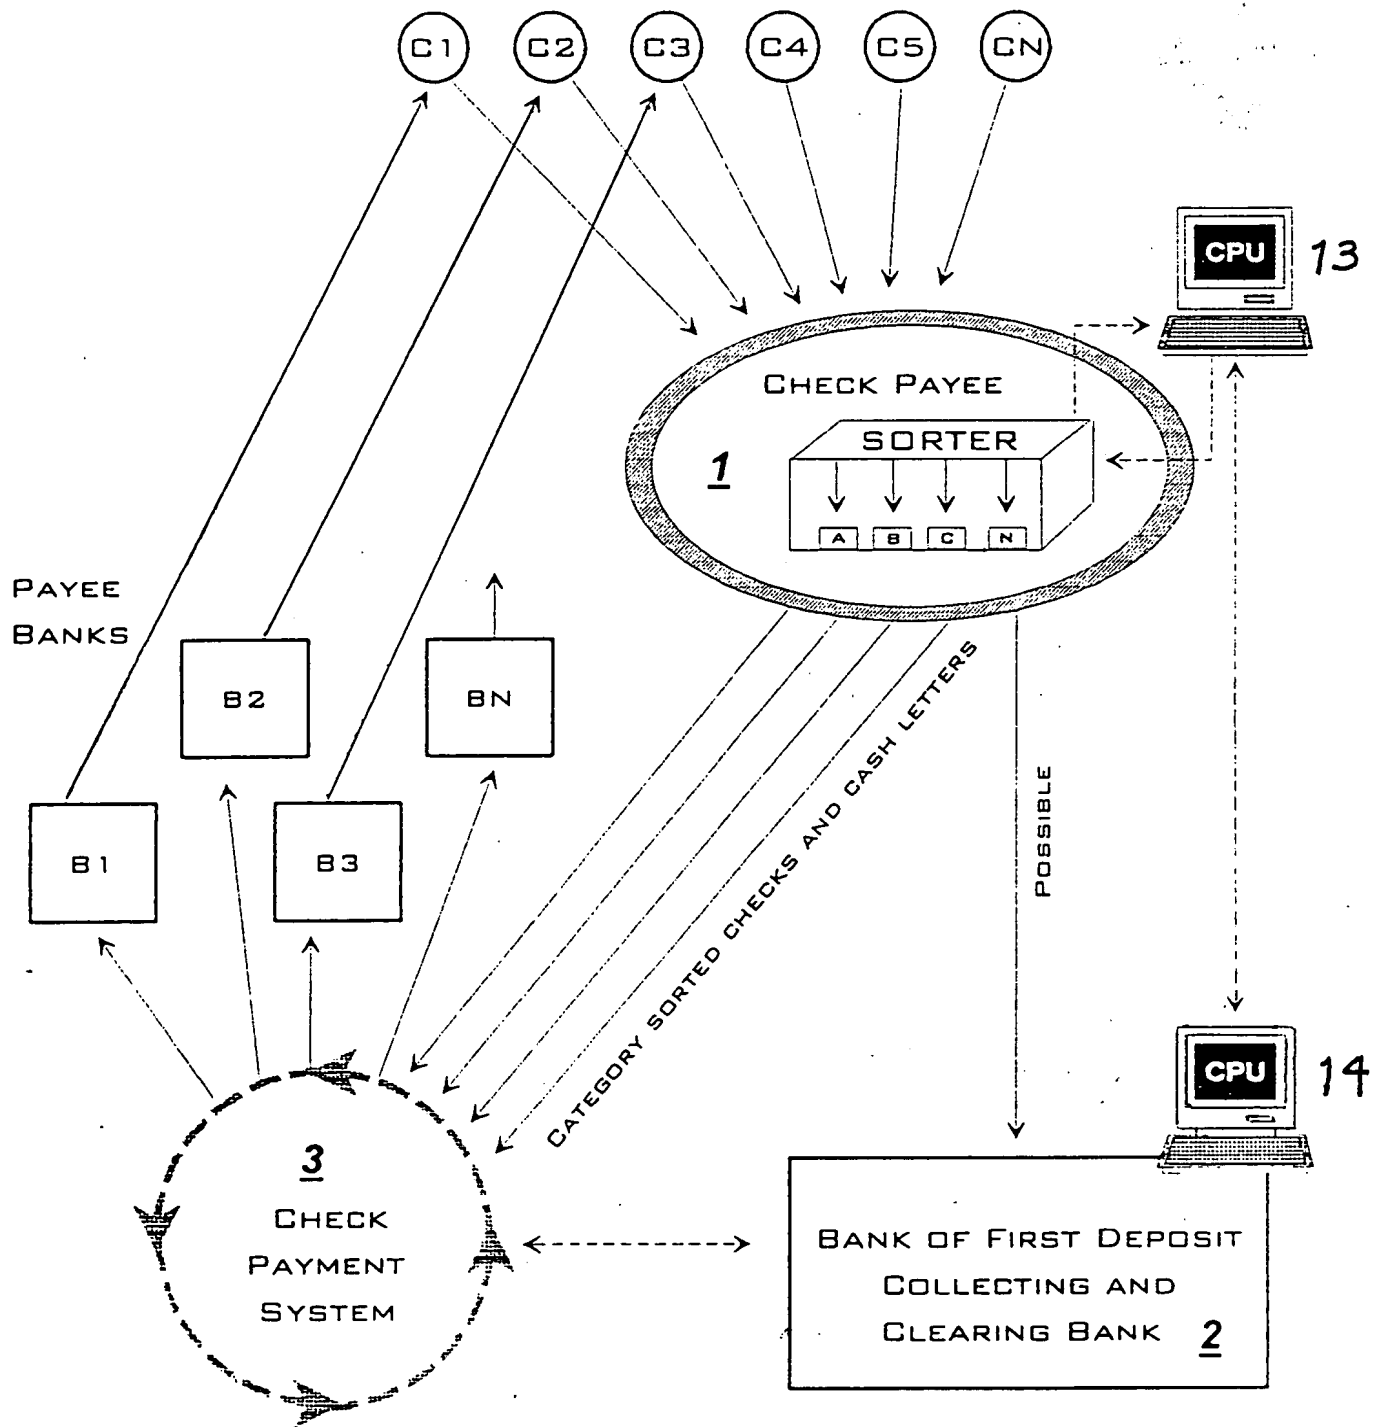 C1 C2 C3 C4 C5 CN
CPU 13
CHECK PAYEE
SORTER
1
A B C N
PAYEE
BANKS
B2
BN
B1
B3
CATEGORY SORTED CHECKS AND CASH LETTERS
POSSIBLE
CPU 14
3
CHECK
PAYMENT
SYSTEM
BANK OF FIRST DEPOSIT
COLLECTING AND
CLEARING BANK 2